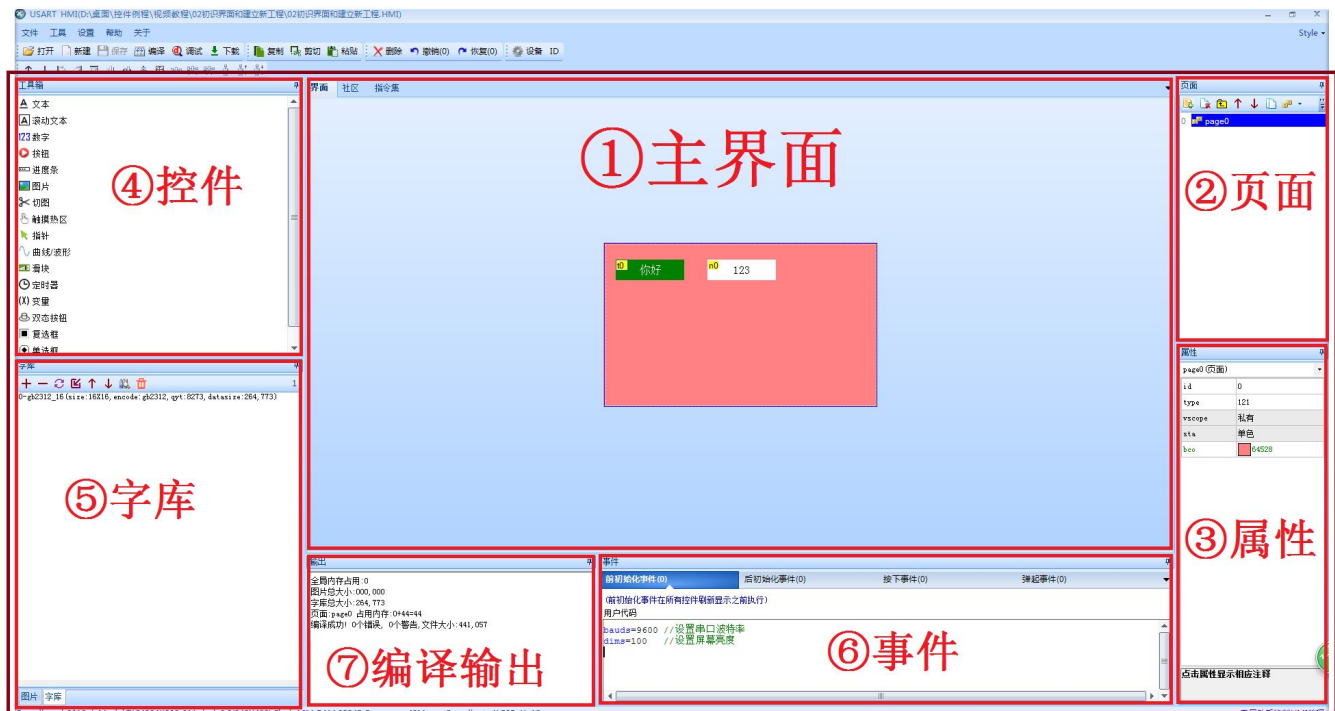 USART HMI(D:\桌面\控件例程\视频教程\02初识界面和建立新工程\02初识界面和建立新工程.HMI)
文件 工具 设置 帮助 关于
Style
打开 新建 保存 编译 调试 下载 复制 剪切 粘贴 删除 撤销(0) 恢复(0) 设备 ID
工具箱
A 文本
A 滚动文本
123 数字
按钮
进度条
图片
切图
触摸热区
指针
曲线/波形
滑块
定时器
(X) 变量
双态按钮
复选框
单选框
④控件
字库
1
0-gb2312_16(size:16X16, encode:gb2312, qyt:8273, datasize:264,773)
⑤字库
图片 字库
界面 社区 指令集
①主界面
t0 你好
n0 123
页面
0 page0
②页面
属性
page0(页面)
id 0
type 121
vscope 私有
sta 单色
bco 64528
③属性
点击属性显示相应注释
输出
全局内存占用:0
图片总大小:000,000
字库总大小:264,773
页面:page0 占用内存:0+44=44
编译成功! 0个错误, 0个警告,文件大小:441,057
⑦编译输出
事件
前初始化事件(0) 后初始化事件(0) 按下事件(0) 弹起事件(0)
(前初始化事件在所有控件刷新显示之前执行)
用户代码
bauds=9600 //设置串口波特率
dims=100 //设置屏幕亮度
⑥事件